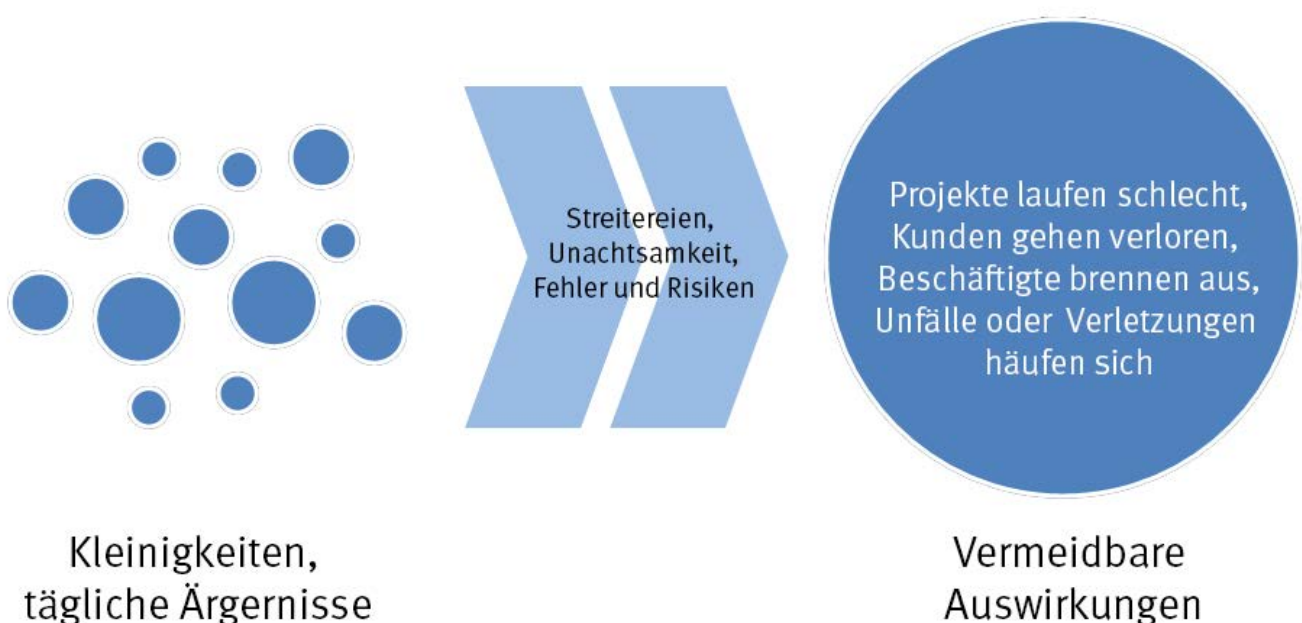 Streitereien,
Unachtsamkeit,
Fehler und Risiken
Projekte laufen schlecht,
Kunden gehen verloren,
Beschäftigte brennen aus,
Unfälle oder Verletzungen
häufen sich
Kleinigkeiten,
tägliche Ärgernisse
Vermeidbare
Auswirkungen